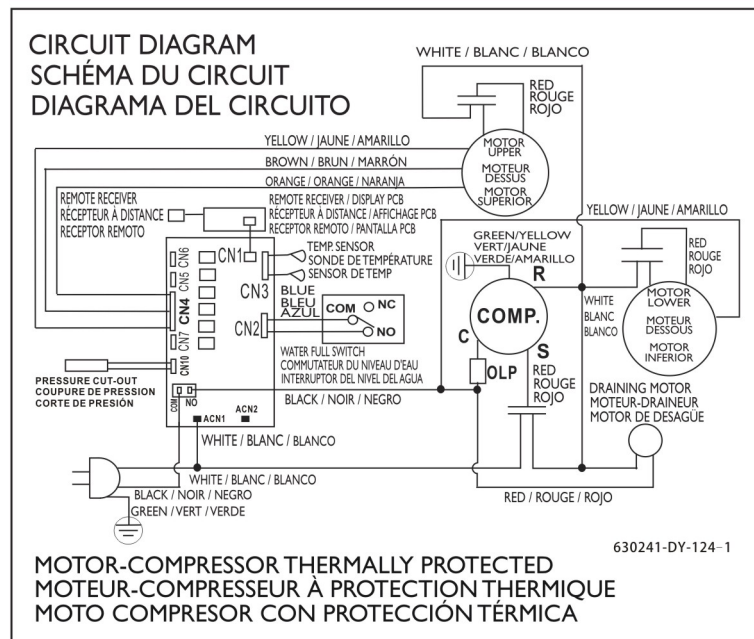 CIRCUIT DIAGRAM
SCHÉMA DU CIRCUIT
DIAGRAMA DEL CIRCUITO
WHITE / BLANC / BLANCO
RED
ROUGE
ROJO
MOTOR
UPPER
MOTEUR
DESSUS
MOTOR
SUPERIOR
YELLOW / JAUNE / AMARILLO
BROWN / BRUN / MARRÓN
ORANGE / ORANGE / NARANJA
REMOTE RECEIVER
RÉCEPTEUR À DISTANCE
RECEPTOR REMOTO
REMOTE RECEIVER / DISPLAY PCB
RÉCEPTEUR À DISTANCE / AFFICHAGE PCB
RECEPTOR REMOTO / PANTALLA PCB
YELLOW / JAUNE / AMARILLO
GREEN/YELLOW
VERT/JAUNE
VERDE/AMARILLO
RED
ROUGE
ROJO
CN6
CN5
CN4
CN7
CN10
CN1
CN3
CN2
TEMP. SENSOR
SONDE DE TEMPÉRATURE
SENSOR DE TEMP
BLUE
BLEU
AZUL
COM
NC
NO
WATER FULL SWITCH
COMMUTATEUR DU NIVEAU D'EAU
INTERRUPTOR DEL NIVEL DEL AGUA
R
COMP.
C
S
OLP
RED
ROUGE
ROJO
WHITE
BLANC
BLANCO
MOTOR
LOWER
MOTEUR
DESSOUS
MOTOR
INFERIOR
PRESSURE CUT-OUT
COUPURE DE PRESSION
CORTE DE PRESIÓN
COM
NO
ACN1
ACN2
BLACK / NOIR / NEGRO
DRAINING MOTOR
MOTEUR-DRAINEUR
MOTOR DE DESAGÜE
WHITE / BLANC / BLANCO
WHITE / BLANC / BLANCO
BLACK / NOIR / NEGRO
GREEN / VERT / VERDE
RED / ROUGE / ROJO
630241-DY-124-1
MOTOR-COMPRESSOR THERMALLY PROTECTED
MOTEUR-COMPRESSEUR À PROTECTION THERMIQUE
MOTO COMPRESOR CON PROTECCIÓN TÉRMICA